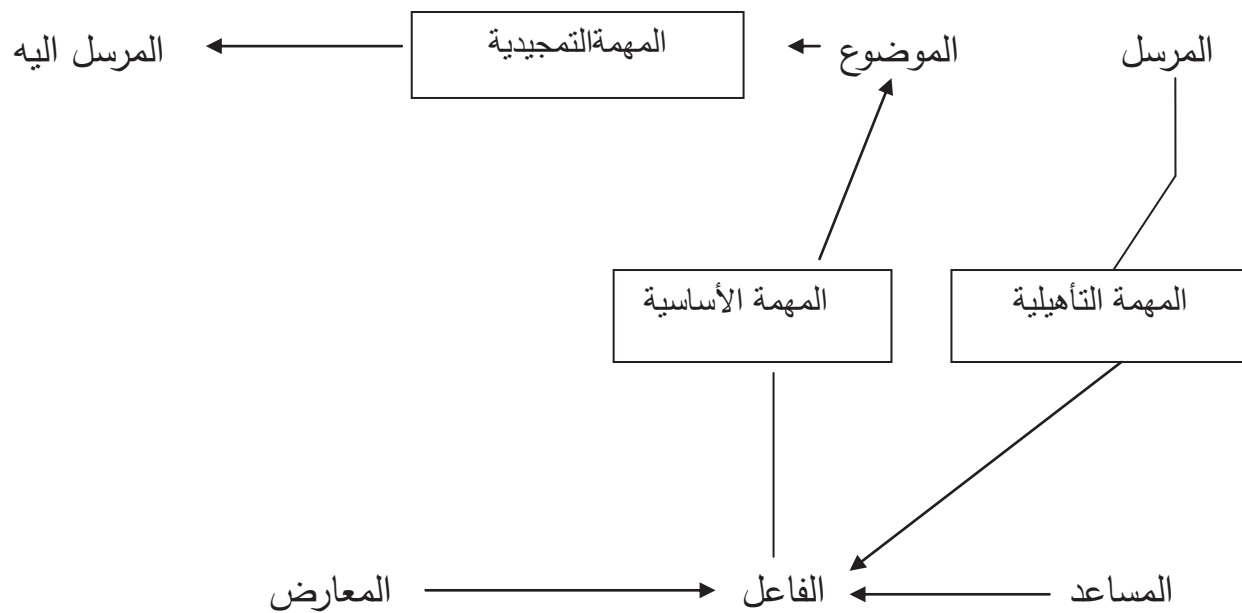 المرسل
الموضوع
المهمةالتمجيدية
المرسل اليه
المهمة التأهيلية
المهمة الأساسية
المساعد
الفاعل
المعارض